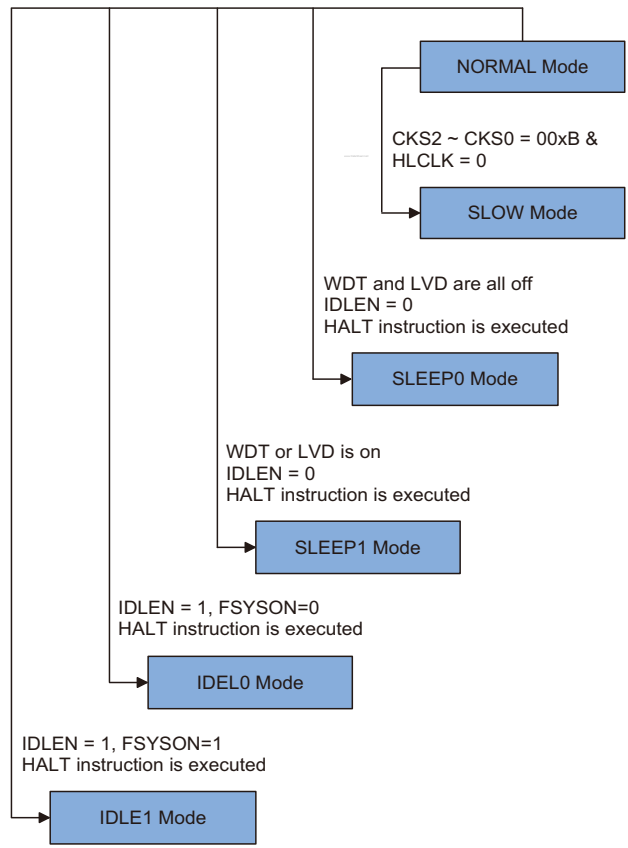 NORMAL Mode
CKS2 ~ CKS0 = 00xB &
HLCLK = 0
SLOW Mode
WDT and LVD are all off
IDLEN = 0
HALT instruction is executed
SLEEP0 Mode
WDT or LVD is on
IDLEN = 0
HALT instruction is executed
SLEEP1 Mode
IDLEN = 1, FSYSON=0
HALT instruction is executed
IDEL0 Mode
IDLEN = 1, FSYSON=1
HALT instruction is executed
IDLE1 Mode